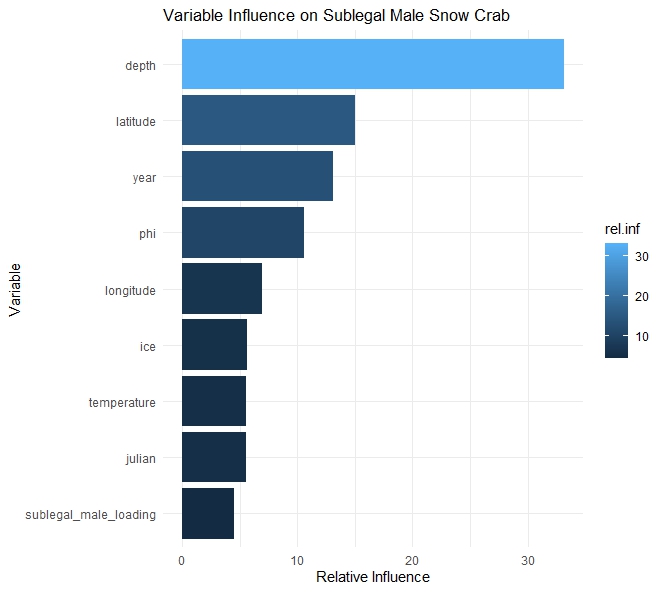 Variable Influence on Sublegal Male Snow Crab
depth
latitude
year
phi
longitude
ice
temperature
julian
sublegal_male_loading
Variable
0 10 20 30
Relative Influence
rel.inf
30
20
10